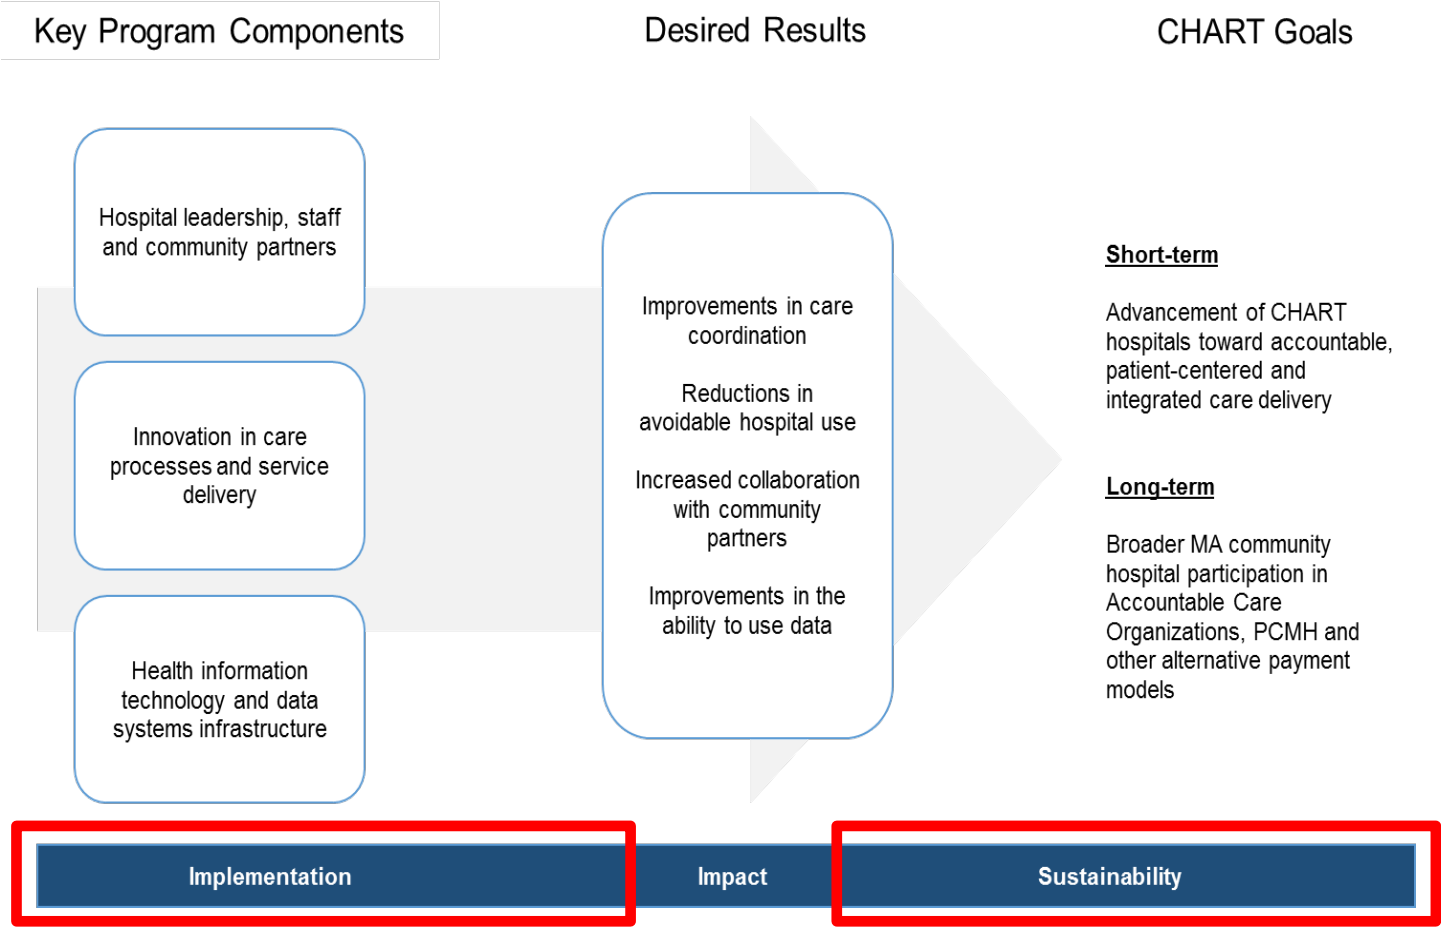 Key Program Components
Desired Results
CHART Goals
Hospital leadership, staff
and community partners
Innovation in care
processes and service
delivery
Health information
technology and data
systems infrastructure
Improvements in care
coordination
Reductions in
avoidable hospital use
Increased collaboration
with community
partners
Improvements in the
ability to use data
Short-term
Advancement of CHART
hospitals toward accountable,
patient-centered and
integrated care delivery
Long-term
Broader MA community
hospital participation in
Accountable Care
Organizations, PCMH and
other alternative payment
models
Implementation
Impact
Sustainability